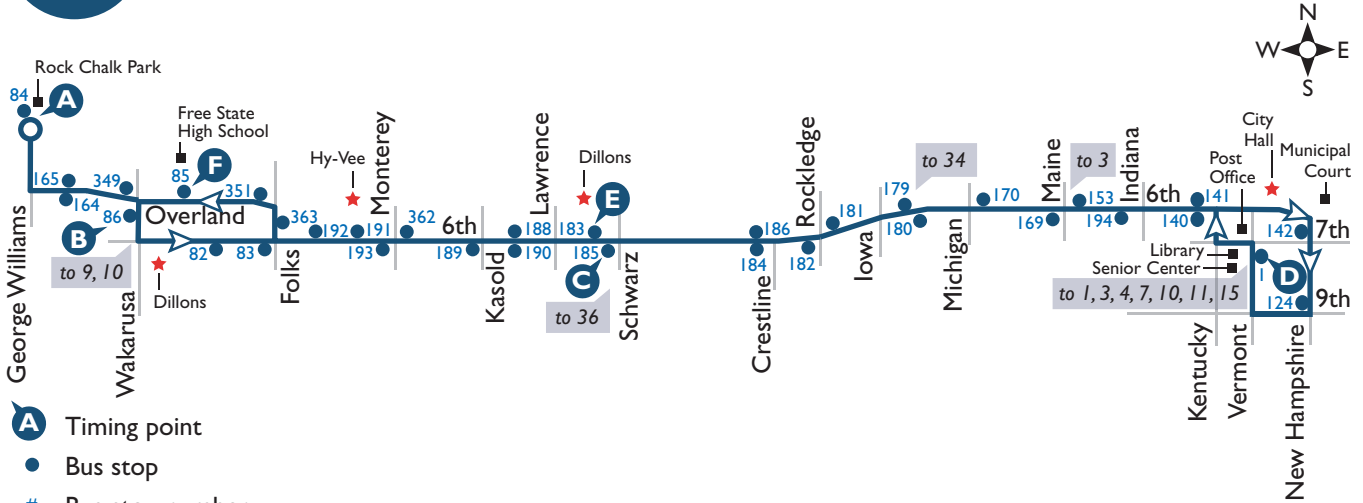 N
W E
S
Rock Chalk Park
84
A
Free State
High School
85
F
Hy-Vee
Monterey
Lawrence
Dillons
Rockledge
to 34
Maine
to 3
Indiana
City
Hall
Post
Office
Municipal
Court
165
164
349
86
B
Overland
351
363
192
191
193
362
6th
189
188
190
183
E
185
C
186
184
182
181
179
180
170
169
153
194
6th
141
140
142
7th
to 9, 10
Dillons
82
83
Folks
Kasold
to 36
Schwarz
Crestline
Iowa
Michigan
Library
Senior Center
1
D
to 1, 3, 4, 7, 10, 11, 15
124
9th
George Williams
Wakarusa
Kentucky
Vermont
New Hampshire
A Timing point
Bus stop